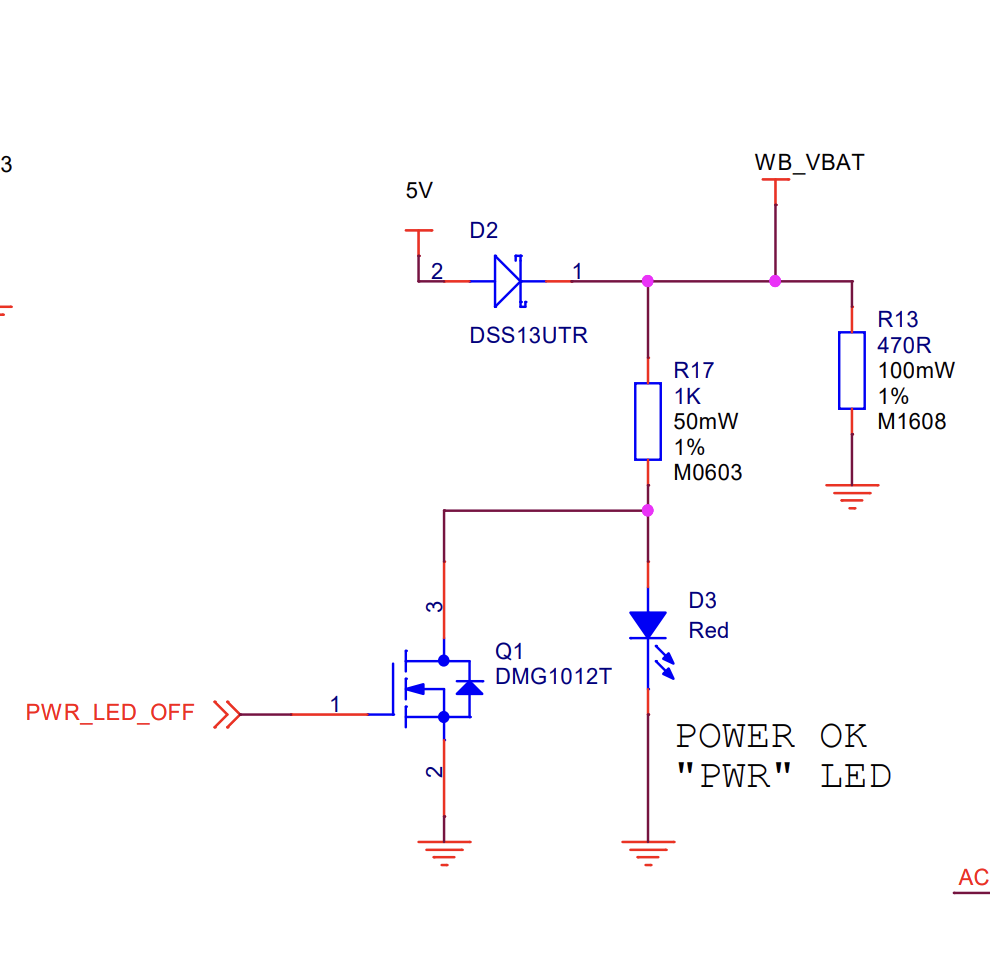 3
WB_VBAT
5V
D2
2
1
DSS13UTR
R13
470R
100mW
1%
M1608
R17
1K
50mW
1%
M0603
3
D3
Red
Q1
DMG1012T
PWR_LED_OFF
1
2
POWER OK
"PWR" LED
AC